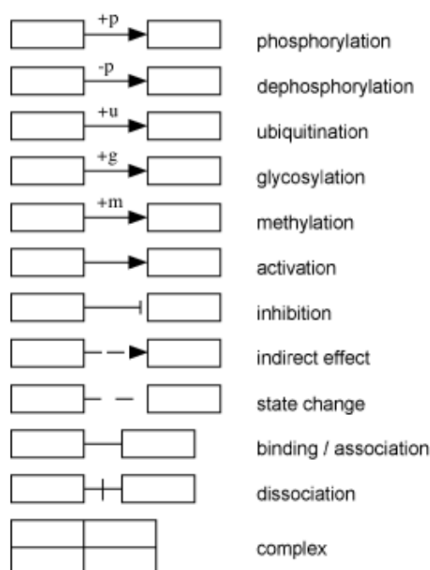 +p phosphorylation
-p dephosphorylation
+u ubiquitination
+g glycosylation
+m methylation
activation
inhibition
indirect effect
state change
binding / association
dissociation
complex